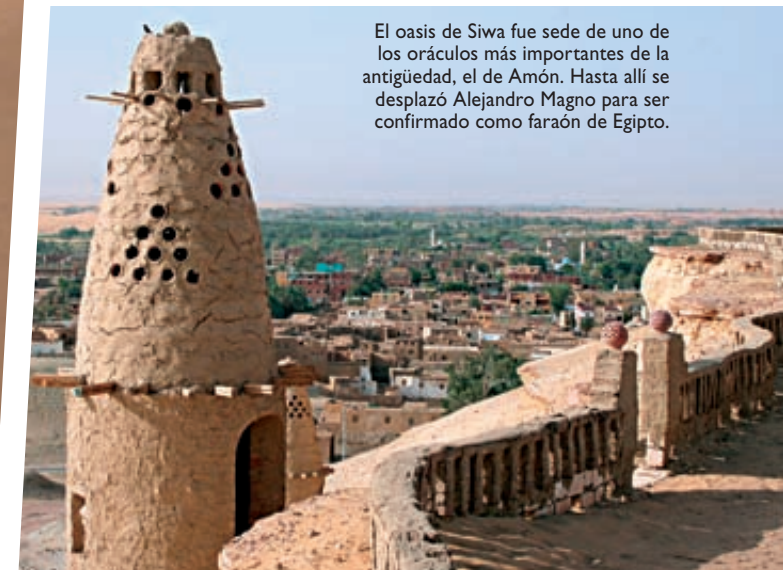 El oasis de Siwa fue sede de uno de
los oráculos más importantes de la
antigüedad, el de Amón. Hasta allí se
desplazó Alejandro Magno para ser
confirmado como faraón de Egipto.